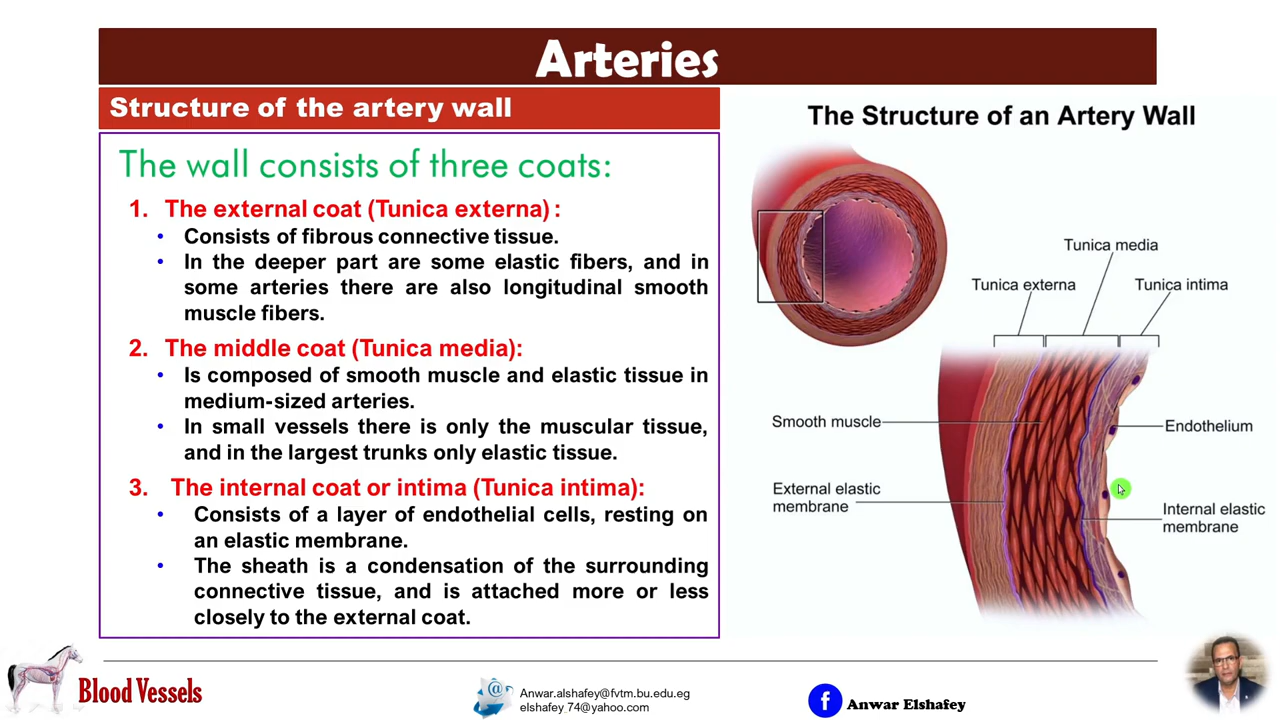 Arteries
Structure of the artery wall
The wall consists of three coats:
1. The external coat (Tunica externa) :
• Consists of fibrous connective tissue.
• In the deeper part are some elastic fibers, and in
some arteries there are also longitudinal smooth
muscle fibers.
2. The middle coat (Tunica media):
• Is composed of smooth muscle and elastic tissue in
medium-sized arteries.
• In small vessels there is only the muscular tissue,
and in the largest trunks only elastic tissue.
3. The internal coat or intima (Tunica intima):
• Consists of a layer of endothelial cells, resting on
an elastic membrane.
• The sheath is a condensation of the surrounding
connective tissue, and is attached more or less
closely to the external coat.
The Structure of an Artery Wall
Tunica media
Tunica externa
Tunica intima
Smooth muscle
Endothelium
External elastic
membrane
Internal elastic
membrane
Blood Vessels
@
Anwar.alshafey@fvtm.bu.edu.eg
elshafey_74@yahoo.com
f
Anwar Elshafey